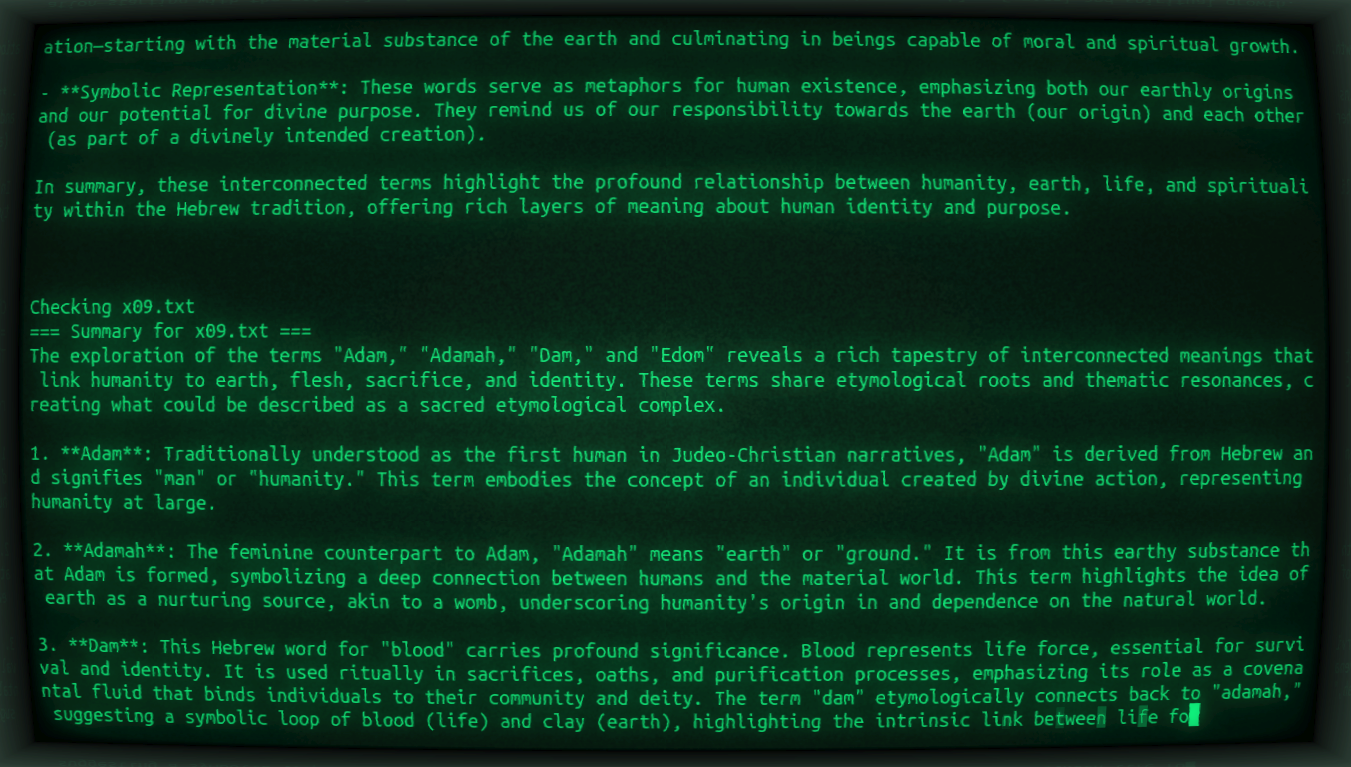 ation—starting with the material substance of the earth and culminating in beings capable of moral and spiritual growth.
- **Symbolic Representation**: These words serve as metaphors for human existence, emphasizing both our earthly origins
and our potential for divine purpose. They remind us of our responsibility towards the earth (our origin) and each other
(as part of a divinely intended creation).
In summary, these interconnected terms highlight the profound relationship between humanity, earth, life, and spirituali
ty within the Hebrew tradition, offering rich layers of meaning about human identity and purpose.
Checking x09.txt
=== Summary for x09.txt ===
The exploration of the terms "Adam," "Adamah," "Dam," and "Edom" reveals a rich tapestry of interconnected meanings that
link humanity to earth, flesh, sacrifice, and identity. These terms share etymological roots and thematic resonances, c
reating what could be described as a sacred etymological complex.
1. **Adam**: Traditionally understood as the first human in Judeo-Christian narratives, "Adam" is derived from Hebrew an
d signifies "man" or "humanity." This term embodies the concept of an individual created by divine action, representing
humanity at large.
2. **Adamah**: The feminine counterpart to Adam, "Adamah" means "earth" or "ground." It is from this earthy substance th
at Adam is formed, symbolizing a deep connection between humans and the material world. This term highlights the idea of
earth as a nurturing source, akin to a womb, underscoring humanity's origin in and dependence on the natural world.
3. **Dam**: This Hebrew word for "blood" carries profound significance. Blood represents life force, essential for survi
val and identity. It is used ritually in sacrifices, oaths, and purification processes, emphasizing its role as a covena
ntal fluid that binds individuals to their community and deity. The term "dam" etymologically connects back to "adamah,"
suggesting a symbolic loop of blood (life) and clay (earth), highlighting the intrinsic link between life fo